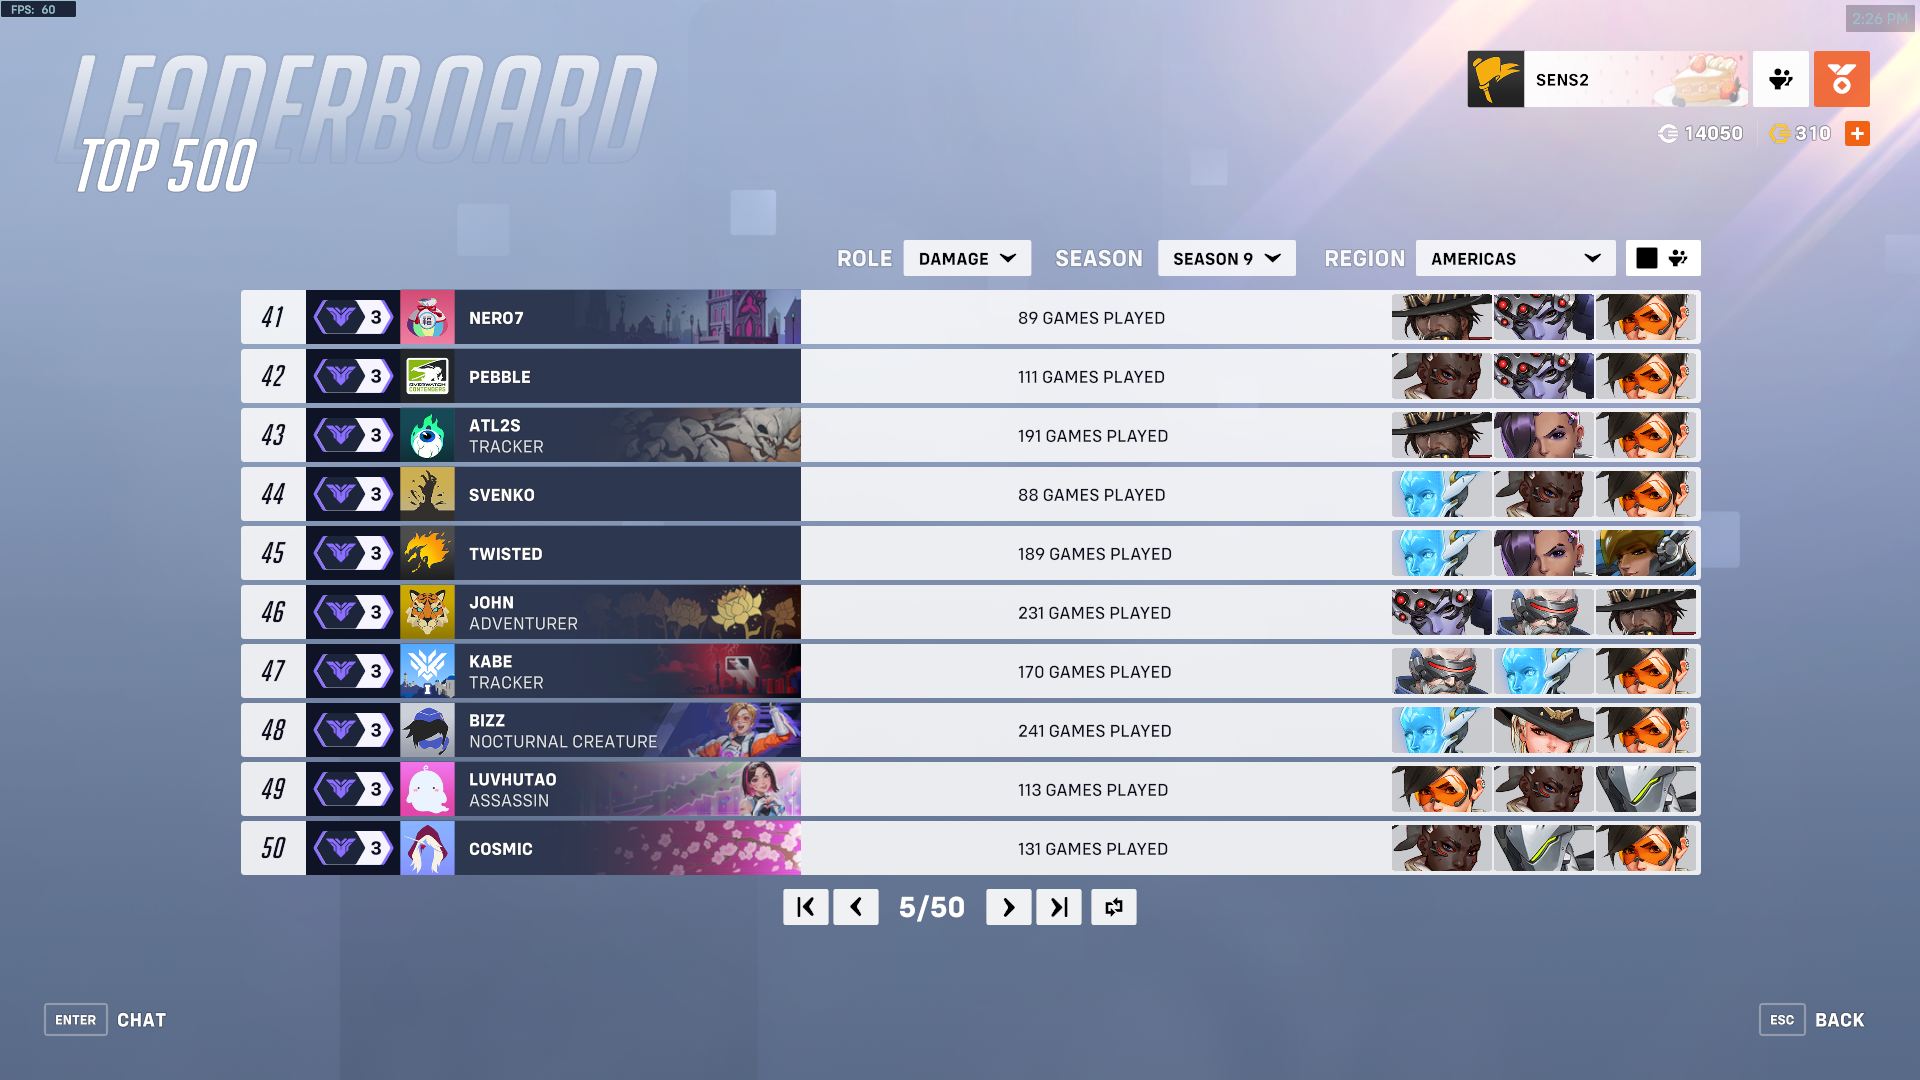 FPS: 60
2:26 PM
LEADERBOARD
TOP 500
SENS2
14050
310
ROLE DAMAGE SEASON SEASON 9 REGION AMERICAS
41 3 NERO7 89 GAMES PLAYED
42 3 PEBBLE 111 GAMES PLAYED
43 3 ATL2S 191 GAMES PLAYED
TRACKER
44 3 SVENKO 88 GAMES PLAYED
45 3 TWISTED 189 GAMES PLAYED
46 3 JOHN 231 GAMES PLAYED
ADVENTURER
47 3 KABE 170 GAMES PLAYED
TRACKER
48 3 BIZZ 241 GAMES PLAYED
NOCTURNAL CREATURE
49 3 LUVHUTAO 113 GAMES PLAYED
ASSASSIN
50 3 COSMIC 131 GAMES PLAYED
5/50
ENTER CHAT
ESC BACK